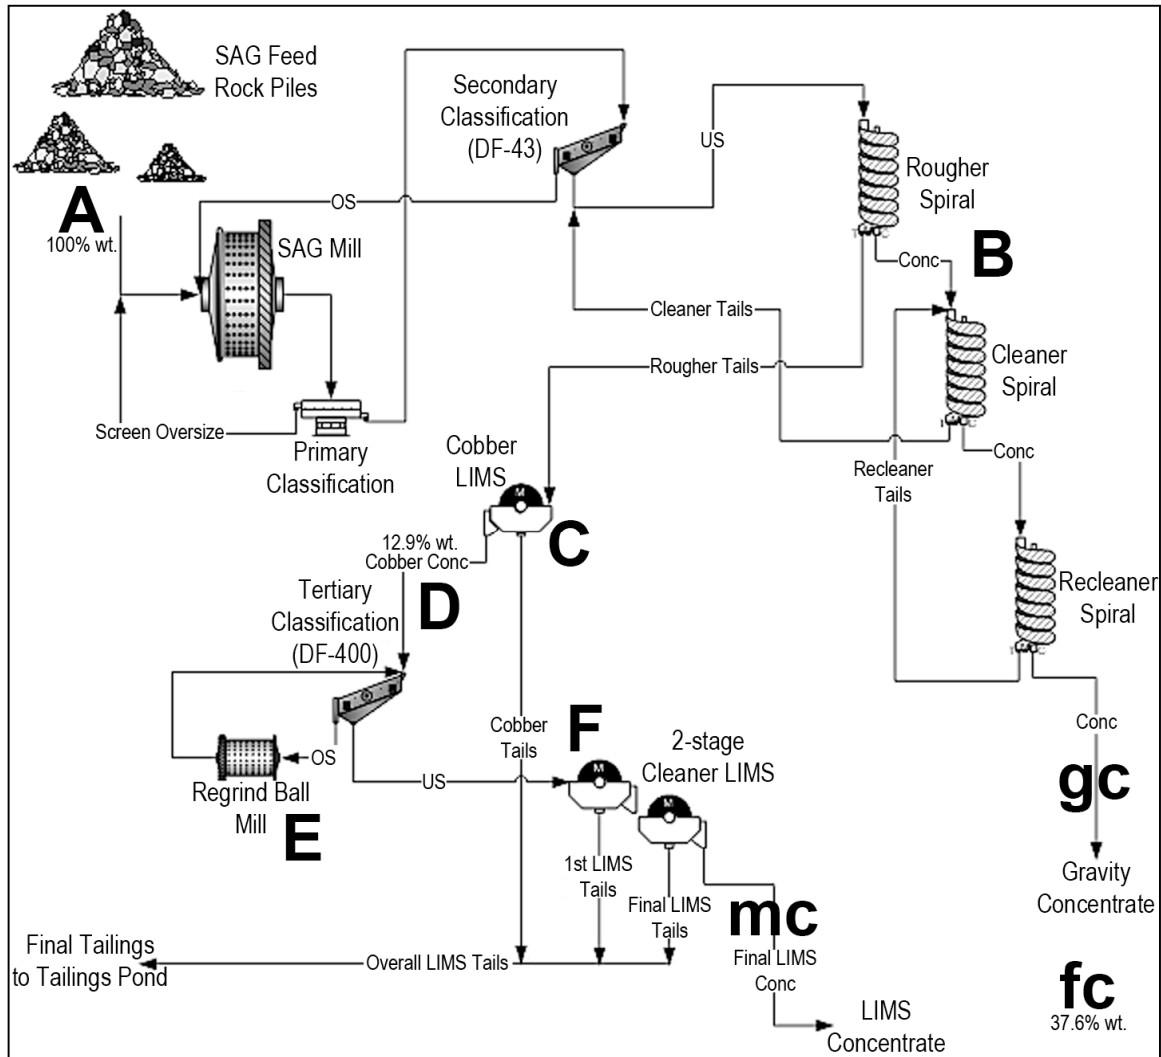 SAG Feed
Rock Piles
A
100% wt.
Secondary
Classification
(DF-43)
US
OS
SAG Mill
Rougher
Spiral
Conc
B
Cleaner Tails
Rougher Tails
Cleaner
Spiral
Screen Oversize
Primary
Classification
Cobber
LIMS
M
C
Conc
Recleaner
Tails
12.9% wt.
Cobber Conc
D
Tertiary
Classification
(DF-400)
Recleaner
Spiral
Cobber
Tails
F
M
2-stage
Cleaner LIMS
M
Conc
gc
OS
US
Regrind Ball
Mill
E
1st LIMS
Tails
Final LIMS
Tails
mc
Gravity
Concentrate
Final Tailings
to Tailings Pond
Overall LIMS Tails
Final LIMS
Conc
fc
37.6% wt.
LIMS
Concentrate